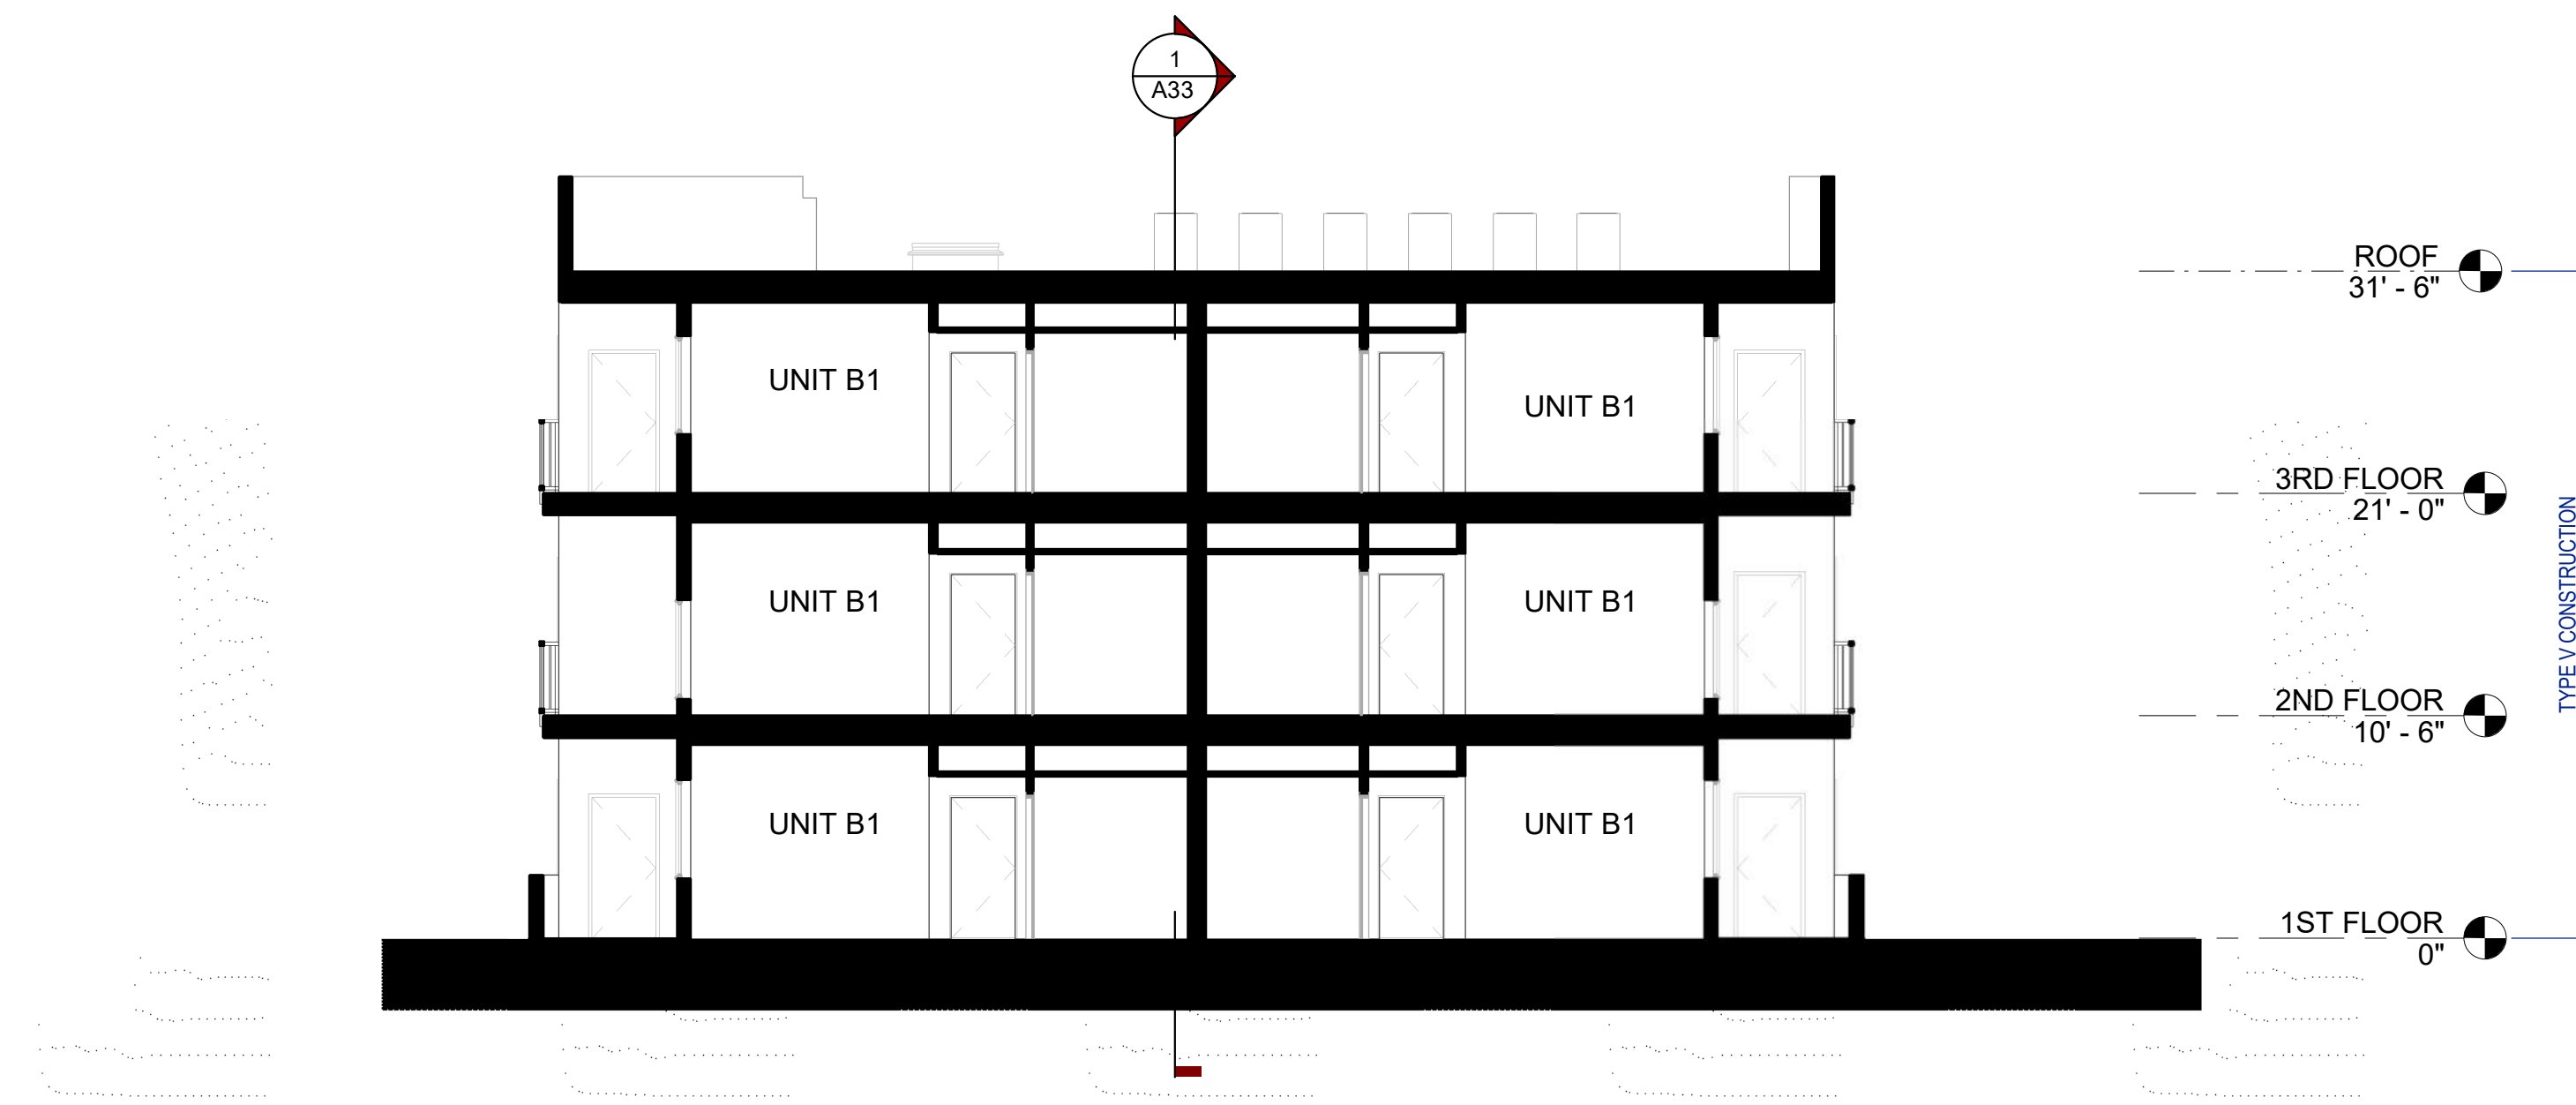 1
A33
ROOF
31' - 6"
UNIT B1
UNIT B1
3RD FLOOR
21' - 0"
TYPE V CONSTRUCTION
UNIT B1
UNIT B1
2ND FLOOR
10' - 6"
UNIT B1
UNIT B1
1ST FLOOR
0"